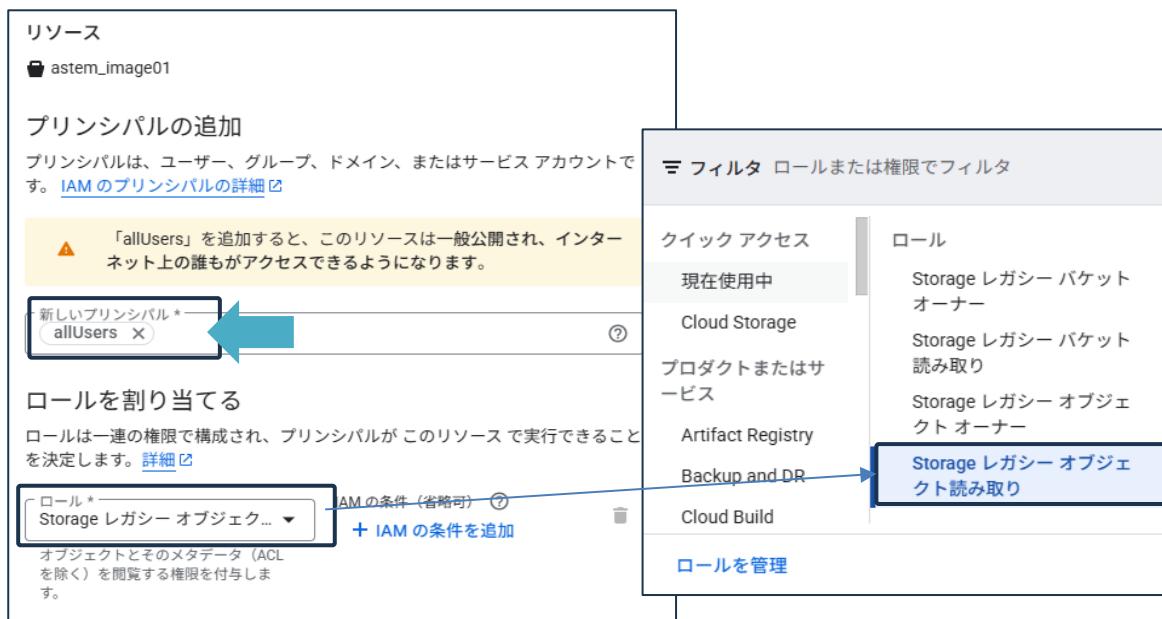 リソース
astem_image01
プリンシパルの追加
プリンシパルは、ユーザー、グループ、ドメイン、またはサービス アカウントで
す。 IAM のプリンシパルの詳細
「allUsers」を追加すると、このリソースは一般公開され、インター
ネット上の誰もがアクセスできるようになります。
新しいプリンシパル *
allUsers
ロールを割り当てる
ロールは一連の権限で構成され、プリンシパルが このリソース で実行できること
を決定します。詳細
ロール *
Storage レガシー オブジェク...
IAM の条件（省略可）
+ IAM の条件を追加
オブジェクトとそのメタデータ（ACL
を除く）を閲覧する権限を付与しま
す。
フィルタ ロールまたは権限でフィルタ
クイック アクセス
現在使用中
Cloud Storage
プロダクトまたはサ
ービス
Artifact Registry
Backup and DR
Cloud Build
ロール
Storage レガシー バケット
オーナー
Storage レガシー バケット
読み取り
Storage レガシー オブジェ
クト オーナー
Storage レガシー オブジェ
クト読み取り
ロールを管理